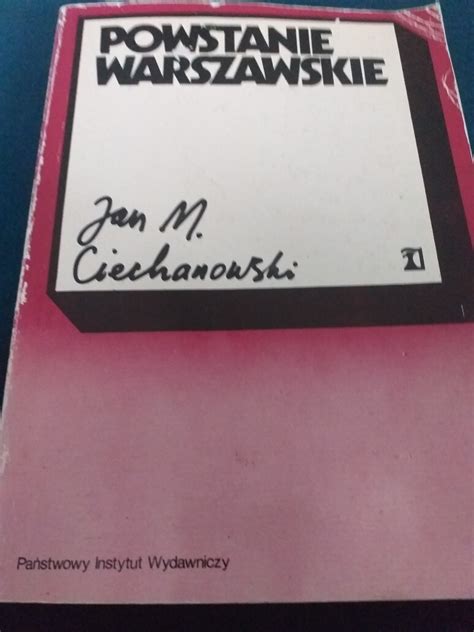 POWSTANIE
WARSZAWSKIE
Jan M.
Ciechanowski
Państwowy Instytut Wydawniczy